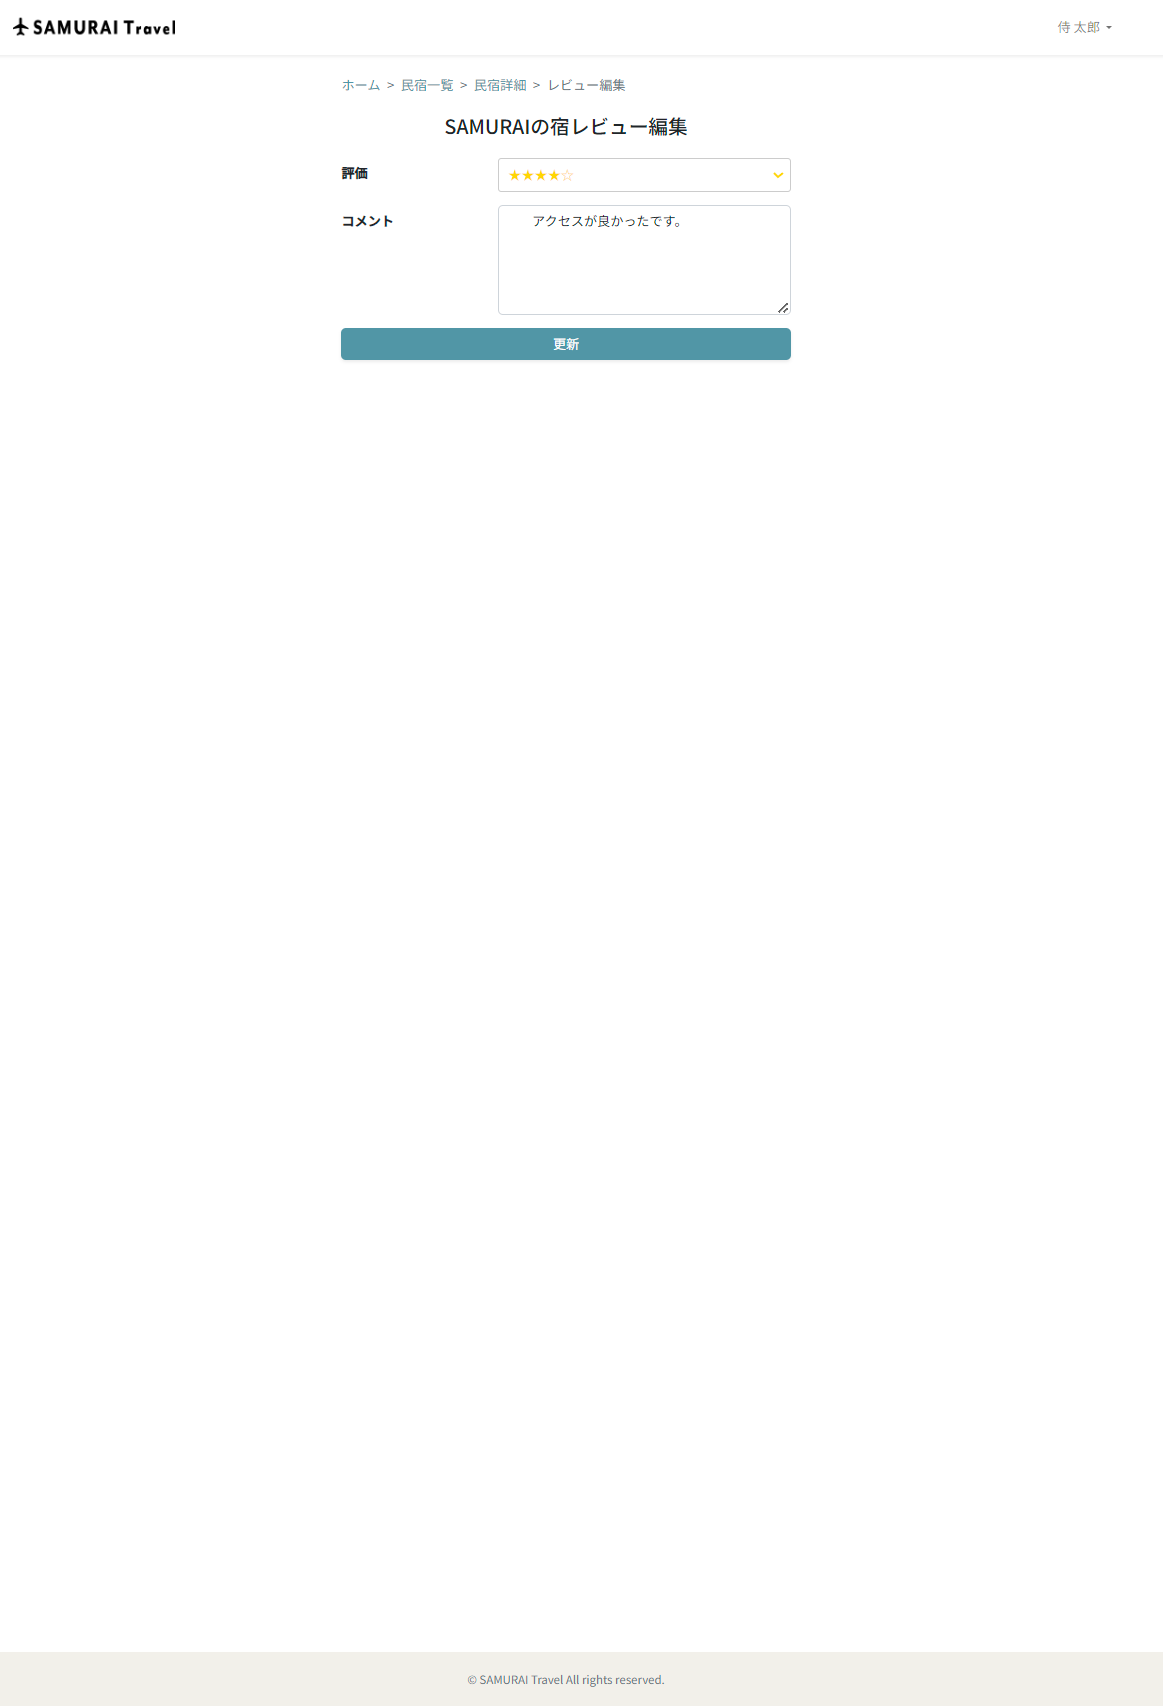 SAMURAI Travel
侍 太郎
ホーム > 民宿一覧 > 民宿詳細 > レビュー編集
SAMURAIの宿レビュー編集
評価
★★★★☆
コメント
アクセスが良かったです。
更新
© SAMURAI Travel All rights reserved.